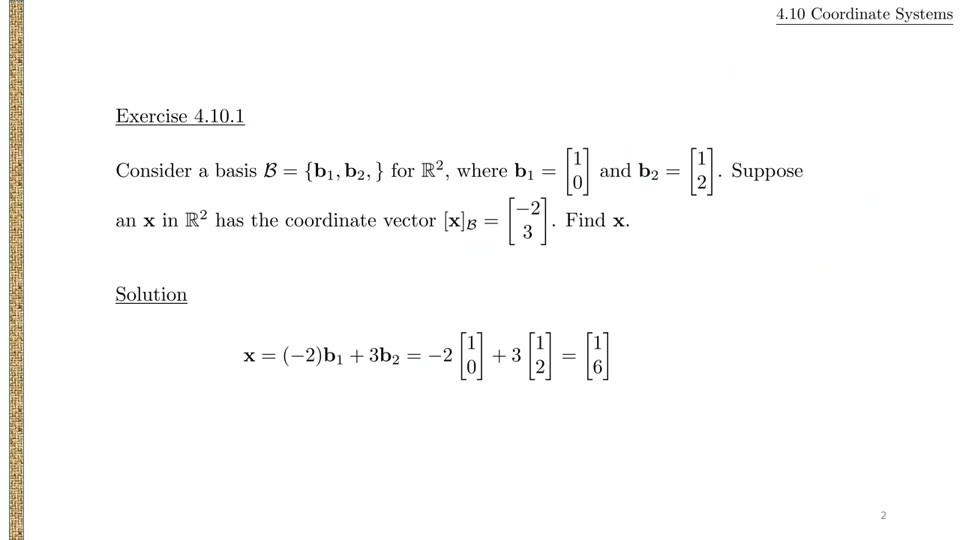 4.10 Coordinate Systems
Exercise 4.10.1
Consider a basis ℬ = {𝐛₁, 𝐛₂, } for ℝ², where 𝐛₁ = [1 0] and 𝐛₂ = [1 2]. Suppose
an 𝐱 in ℝ² has the coordinate vector [𝐱]ℬ = [−2 3]. Find 𝐱.
Solution
𝐱 = (−2)𝐛₁ + 3𝐛₂ = −2 [1 0] + 3 [1 2] = [1 6]
2